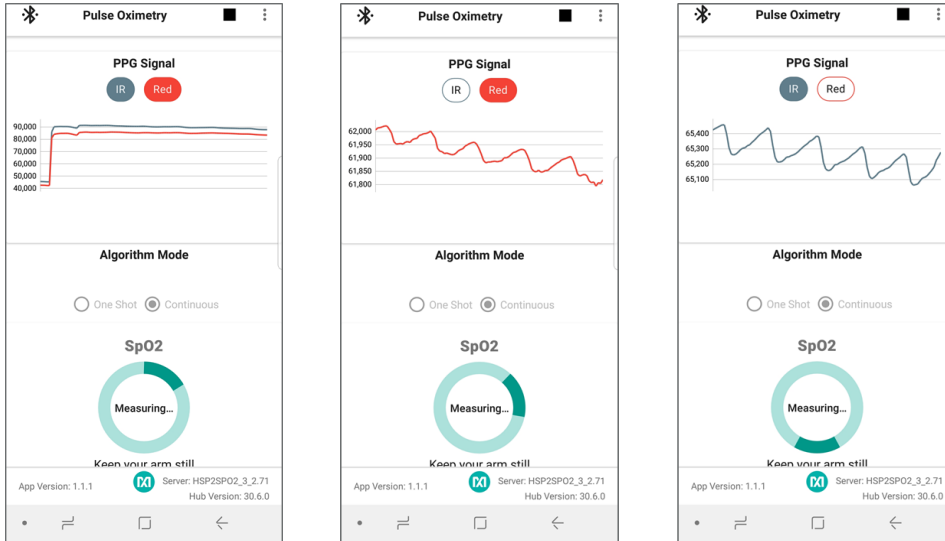 Pulse Oximetry
PPG Signal
IR Red
90,000
80,000
70,000
60,000
50,000
40,000
Algorithm Mode
One Shot Continuous
SpO2
Measuring...
Keep your arm still
App Version: 1.1.1
Server: HSP2SPO2_3_2.71
Hub Version: 30.6.0
Pulse Oximetry
PPG Signal
IR Red
62,000
61,950
61,900
61,850
61,800
Algorithm Mode
One Shot Continuous
SpO2
Measuring...
Keep your arm still
App Version: 1.1.1
Server: HSP2SPO2_3_2.71
Hub Version: 30.6.0
Pulse Oximetry
PPG Signal
IR Red
65,400
65,300
65,200
65,100
Algorithm Mode
One Shot Continuous
SpO2
Measuring...
Keep your arm still
App Version: 1.1.1
Server: HSP2SPO2_3_2.71
Hub Version: 30.6.0